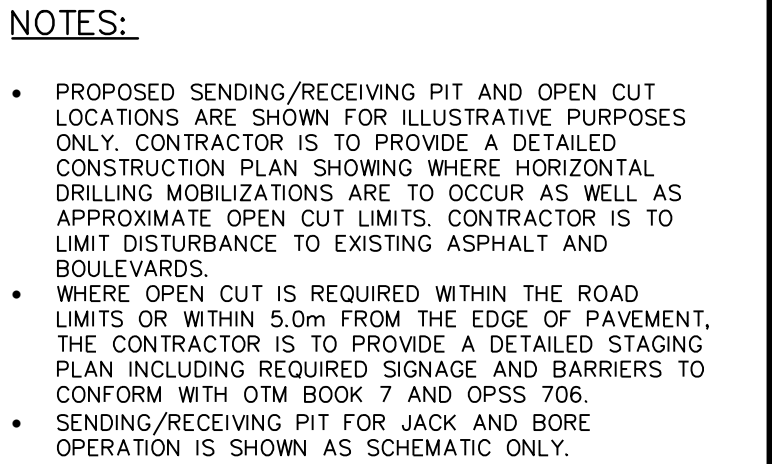 NOTES:
• PROPOSED SENDING/RECEIVING PIT AND OPEN CUT
LOCATIONS ARE SHOWN FOR ILLUSTRATIVE PURPOSES
ONLY. CONTRACTOR IS TO PROVIDE A DETAILED
CONSTRUCTION PLAN SHOWING WHERE HORIZONTAL
DRILLING MOBILIZATIONS ARE TO OCCUR AS WELL AS
APPROXIMATE OPEN CUT LIMITS. CONTRACTOR IS TO
LIMIT DISTURBANCE TO EXISTING ASPHALT AND
BOULEVARDS.
• WHERE OPEN CUT IS REQUIRED WITHIN THE ROAD
LIMITS OR WITHIN 5.0m FROM THE EDGE OF PAVEMENT,
THE CONTRACTOR IS TO PROVIDE A DETAILED STAGING
PLAN INCLUDING REQUIRED SIGNAGE AND BARRIERS TO
CONFORM WITH OTM BOOK 7 AND OPSS 706.
• SENDING/RECEIVING PIT FOR JACK AND BORE
OPERATION IS SHOWN AS SCHEMATIC ONLY.